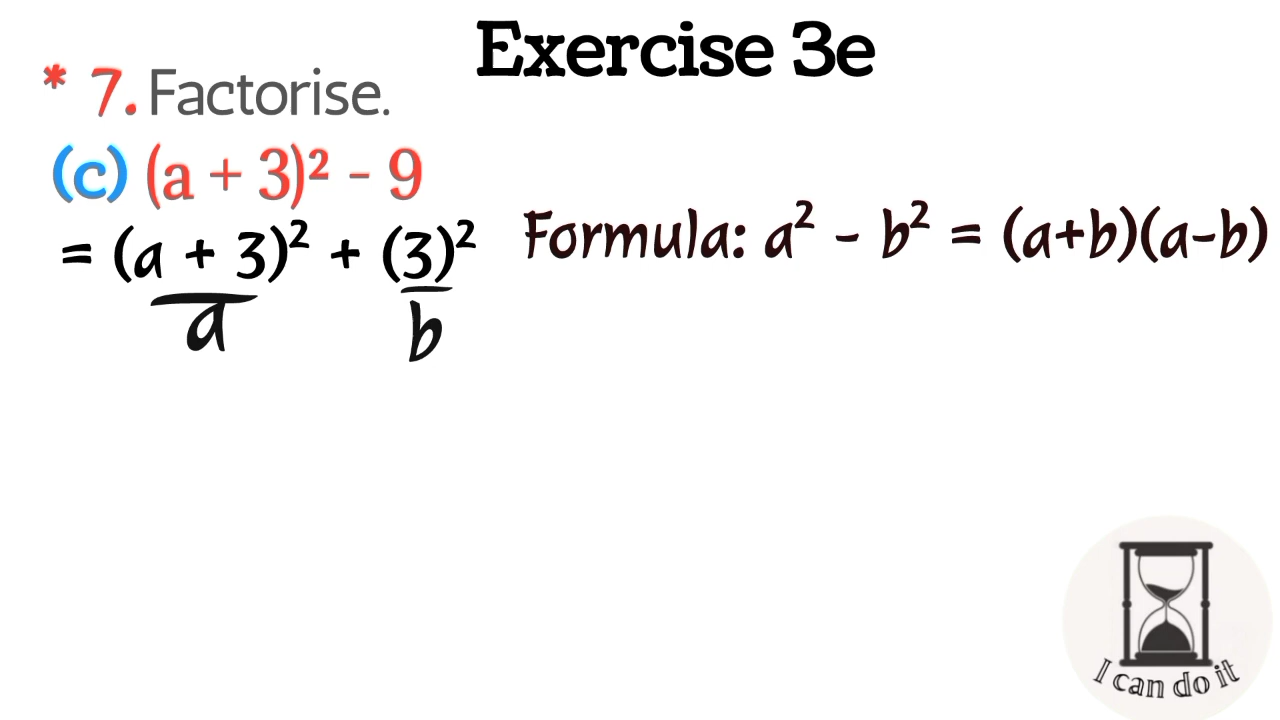 Exercise 3e
* 7. Factorise.
(c) (a + 3)² - 9
= (a + 3)² + (3)²
a b
Formula: a² - b² = (a+b)(a-b)
I can do it